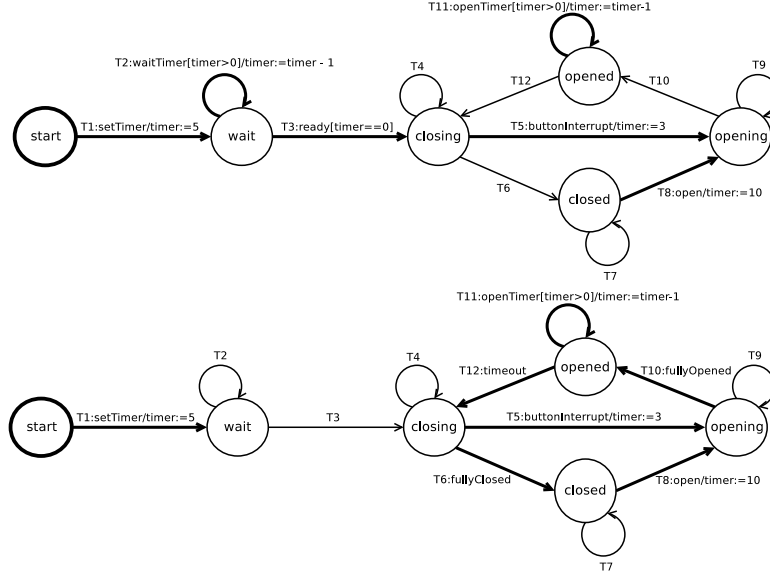 T11:openTimer[timer>0]/timer:=timer-1
T2:waitTimer[timer>0]/timer:=timer - 1
T4
T9
opened
T12
T10
start
T1:setTimer/timer:=5
wait
T3:ready[timer==0]
closing
T5:buttonInterrupt/timer:=3
opening
T6
closed
T8:open/timer:=10
T7
T11:openTimer[timer>0]/timer:=timer-1
T2
T4
T9
opened
T12:timeout
T10:fullyOpened
start
T1:setTimer/timer:=5
wait
T3
closing
T5:buttonInterrupt/timer:=3
opening
T6:fullyClosed
closed
T8:open/timer:=10
T7